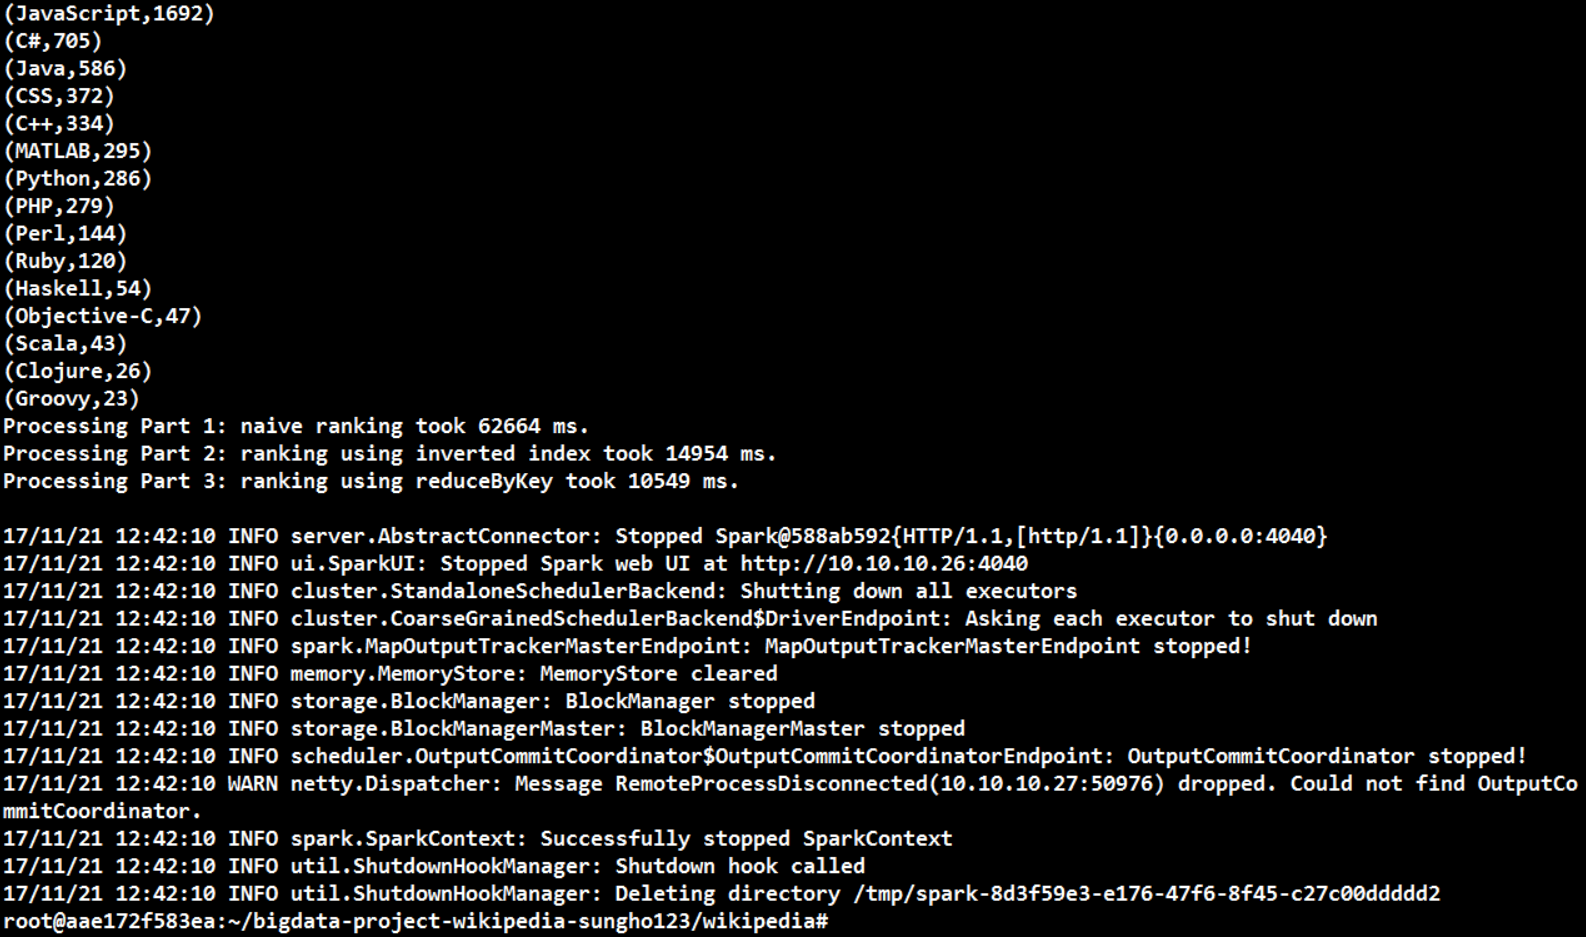 (JavaScript,1692)
(C#,705)
(Java,586)
(CSS,372)
(C++,334)
(MATLAB,295)
(Python,286)
(PHP,279)
(Perl,144)
(Ruby,120)
(Haskell,54)
(Objective-C,47)
(Scala,43)
(Clojure,26)
(Groovy,23)
Processing Part 1: naive ranking took 62664 ms.
Processing Part 2: ranking using inverted index took 14954 ms.
Processing Part 3: ranking using reduceByKey took 10549 ms.
17/11/21 12:42:10 INFO server.AbstractConnector: Stopped Spark@588ab592{HTTP/1.1,[http/1.1]}{0.0.0.0:4040}
17/11/21 12:42:10 INFO ui.SparkUI: Stopped Spark web UI at http://10.10.10.26:4040
17/11/21 12:42:10 INFO cluster.StandaloneSchedulerBackend: Shutting down all executors
17/11/21 12:42:10 INFO cluster.CoarseGrainedSchedulerBackend$DriverEndpoint: Asking each executor to shut down
17/11/21 12:42:10 INFO spark.MapOutputTrackerMasterEndpoint: MapOutputTrackerMasterEndpoint stopped!
17/11/21 12:42:10 INFO memory.MemoryStore: MemoryStore cleared
17/11/21 12:42:10 INFO storage.BlockManager: BlockManager stopped
17/11/21 12:42:10 INFO storage.BlockManagerMaster: BlockManagerMaster stopped
17/11/21 12:42:10 INFO scheduler.OutputCommitCoordinator$OutputCommitCoordinatorEndpoint: OutputCommitCoordinator stopped!
17/11/21 12:42:10 WARN netty.Dispatcher: Message RemoteProcessDisconnected(10.10.10.27:50976) dropped. Could not find OutputCo
mmitCoordinator.
17/11/21 12:42:10 INFO spark.SparkContext: Successfully stopped SparkContext
17/11/21 12:42:10 INFO util.ShutdownHookManager: Shutdown hook called
17/11/21 12:42:10 INFO util.ShutdownHookManager: Deleting directory /tmp/spark-8d3f59e3-e176-47f6-8f45-c27c00ddddd2
root@aae172f583ea:~/bigdata-project-wikipedia-sungho123/wikipedia#